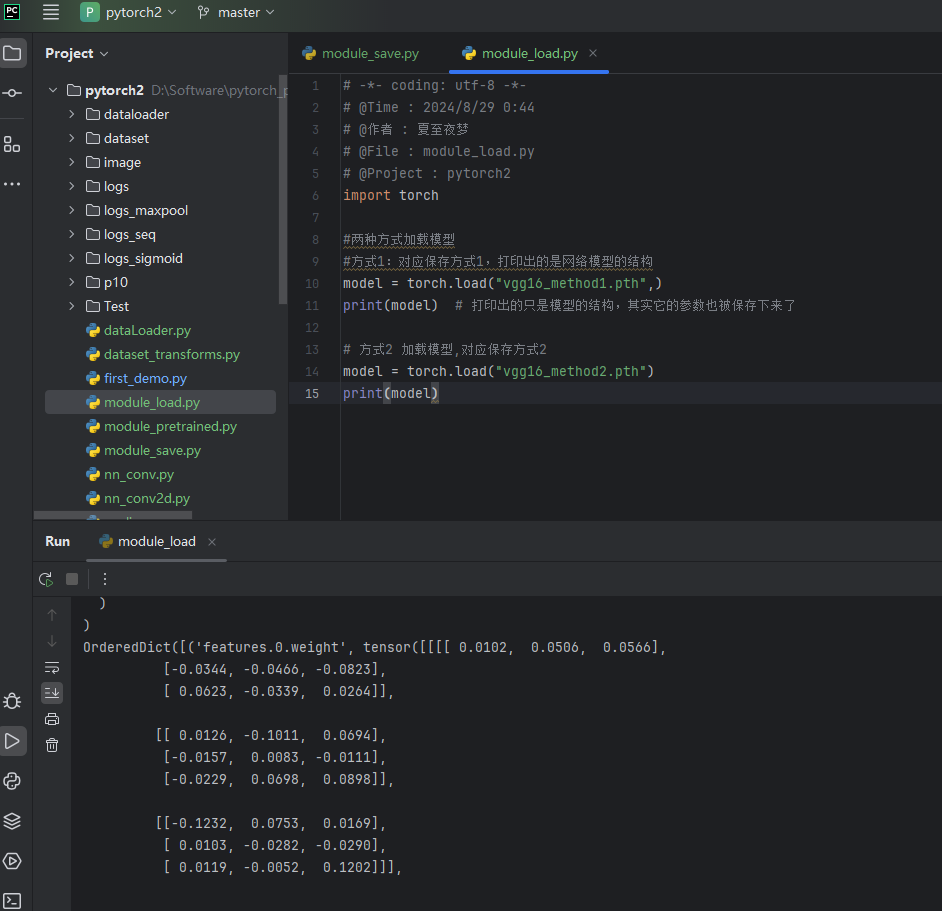 PC P pytorch2 master
Project
pytorch2 D:\Software\pytorch_p
dataloader
dataset
image
logs
logs_maxpool
logs_seq
logs_sigmoid
p10
Test
dataLoader.py
dataset_transforms.py
first_demo.py
module_load.py
module_pretrained.py
module_save.py
nn_conv.py
nn_conv2d.py
module_save.py module_load.py
1 # -*- coding: utf-8 -*-
2 # @Time : 2024/8/29 0:44
3 # @作者 : 夏至夜梦
4 # @File : module_load.py
5 # @Project : pytorch2
6 import torch
7
8 #两种方式加载模型
9 #方式1：对应保存方式1，打印出的是网络模型的结构
10 model = torch.load("vgg16_method1.pth",)
11 print(model)  # 打印出的只是模型的结构，其实它的参数也被保存下来了
12
13 # 方式2 加载模型,对应保存方式2
14 model = torch.load("vgg16_method2.pth")
15 print(model)
Run module_load
)
)
OrderedDict([('features.0.weight', tensor([[[[ 0.0102,  0.0506,  0.0566],
[-0.0344, -0.0466, -0.0823],
[ 0.0623, -0.0339,  0.0264]],
[[ 0.0126, -0.1011,  0.0694],
[-0.0157,  0.0083, -0.0111],
[-0.0229,  0.0698,  0.0898]],
[[-0.1232,  0.0753,  0.0169],
[ 0.0103, -0.0282, -0.0290],
[ 0.0119, -0.0052,  0.1202]]],